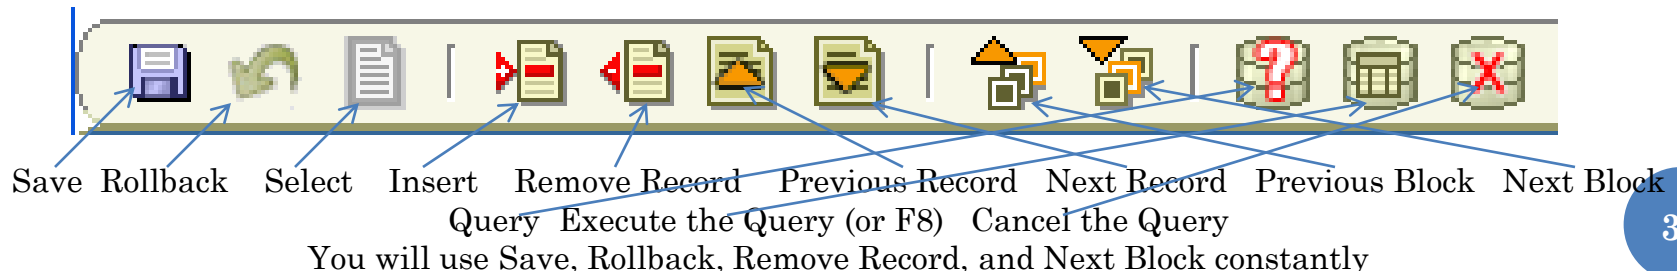 Save Rollback Select Insert Remove Record Previous Record Next Record Previous Block Next Block
Query Execute the Query (or F8) Cancel the Query
3
You will use Save, Rollback, Remove Record, and Next Block constantly